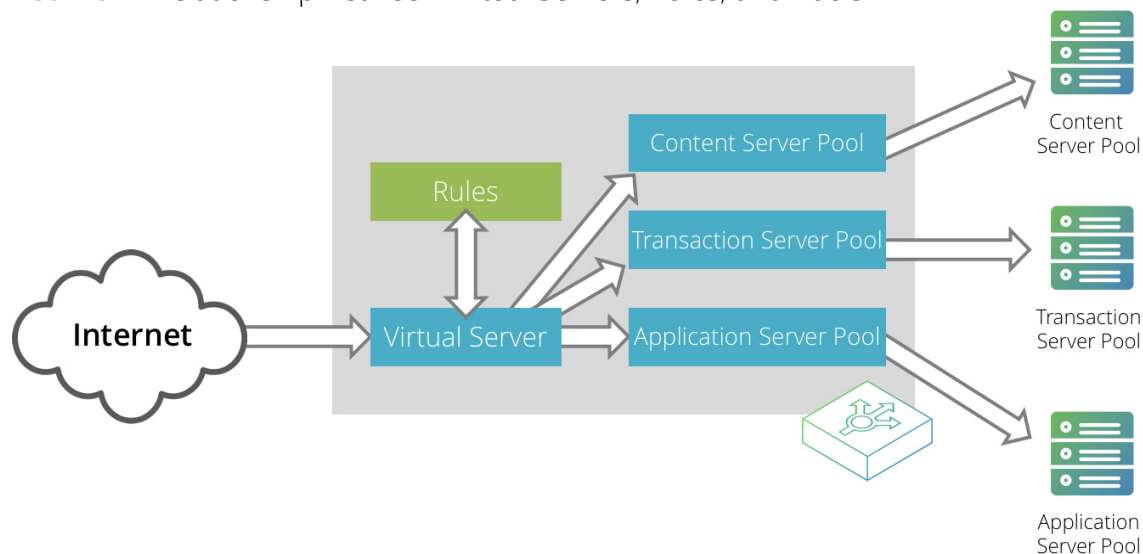 Content Server Pool
Content
Server Pool
Rules
Transaction Server Pool
Internet
Virtual Server
Application Server Pool
Transaction
Server Pool
Application
Server Pool